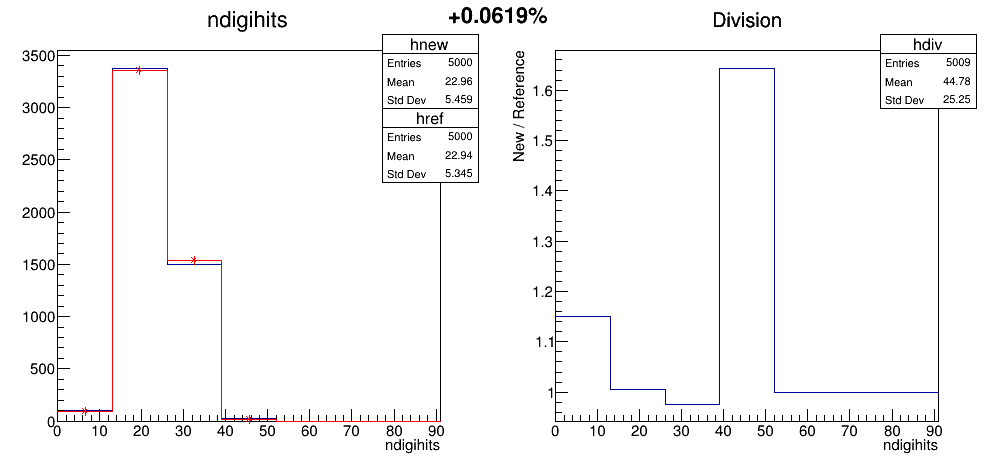 +0.0619%
ndigihits
hnew
Entries 5000
Mean 22.96
Std Dev 5.459
href
Entries 5000
Mean 22.94
Std Dev 5.345
3500
3000
2500
2000
1500
1000
500
0
0 10 20 30 40 50 60 70 80 90
ndigihits
Division
hdiv
Entries 5009
Mean 44.78
Std Dev 25.25
New / Reference
1.6
1.5
1.4
1.3
1.2
1.1
1
0 10 20 30 40 50 60 70 80 90
ndigihits